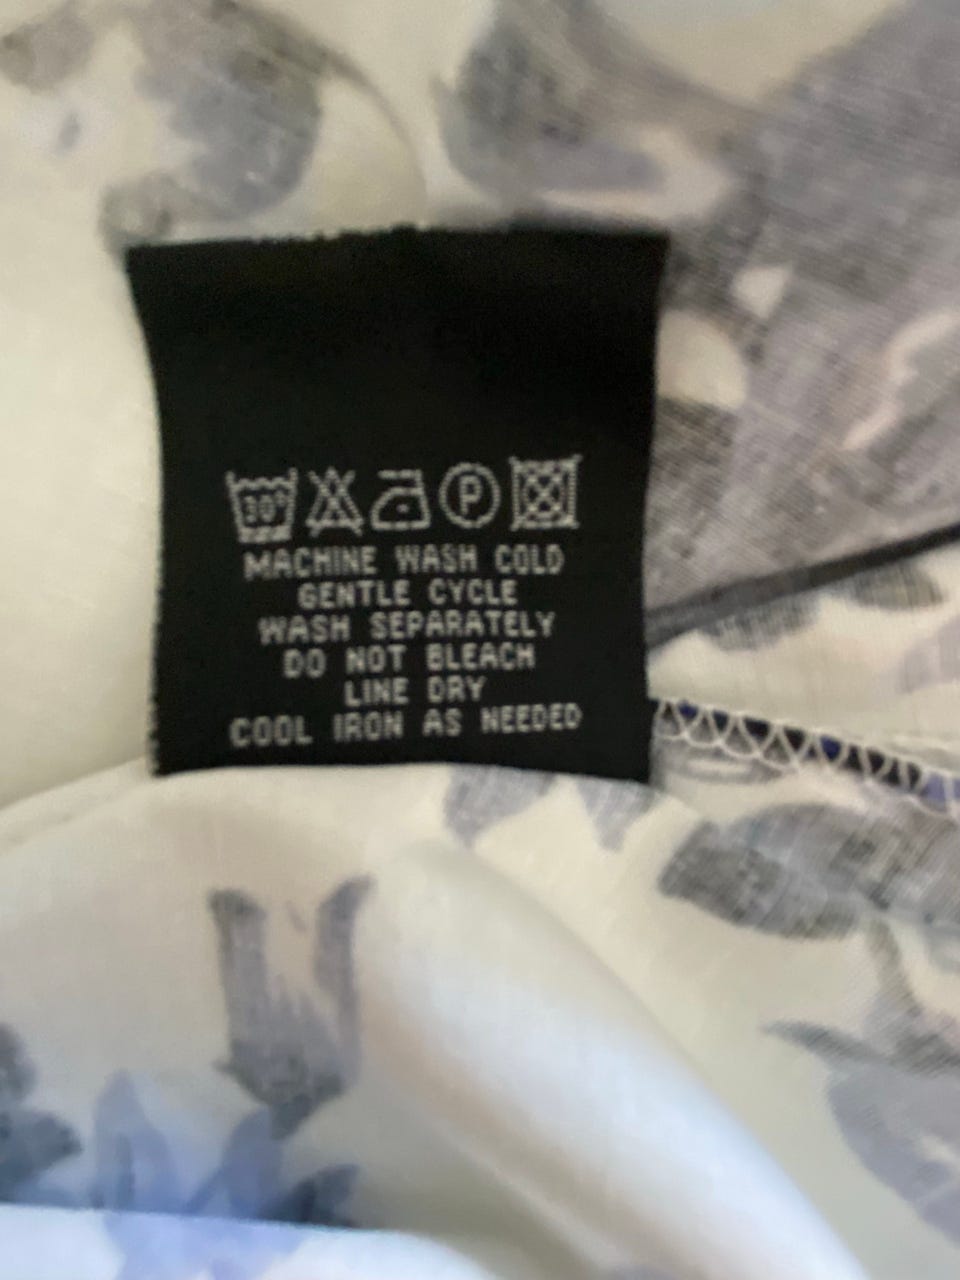 30° P
MACHINE WASH COLD
GENTLE CYCLE
WASH SEPARATELY
DO NOT BLEACH
LINE DRY
COOL IRON AS NEEDED